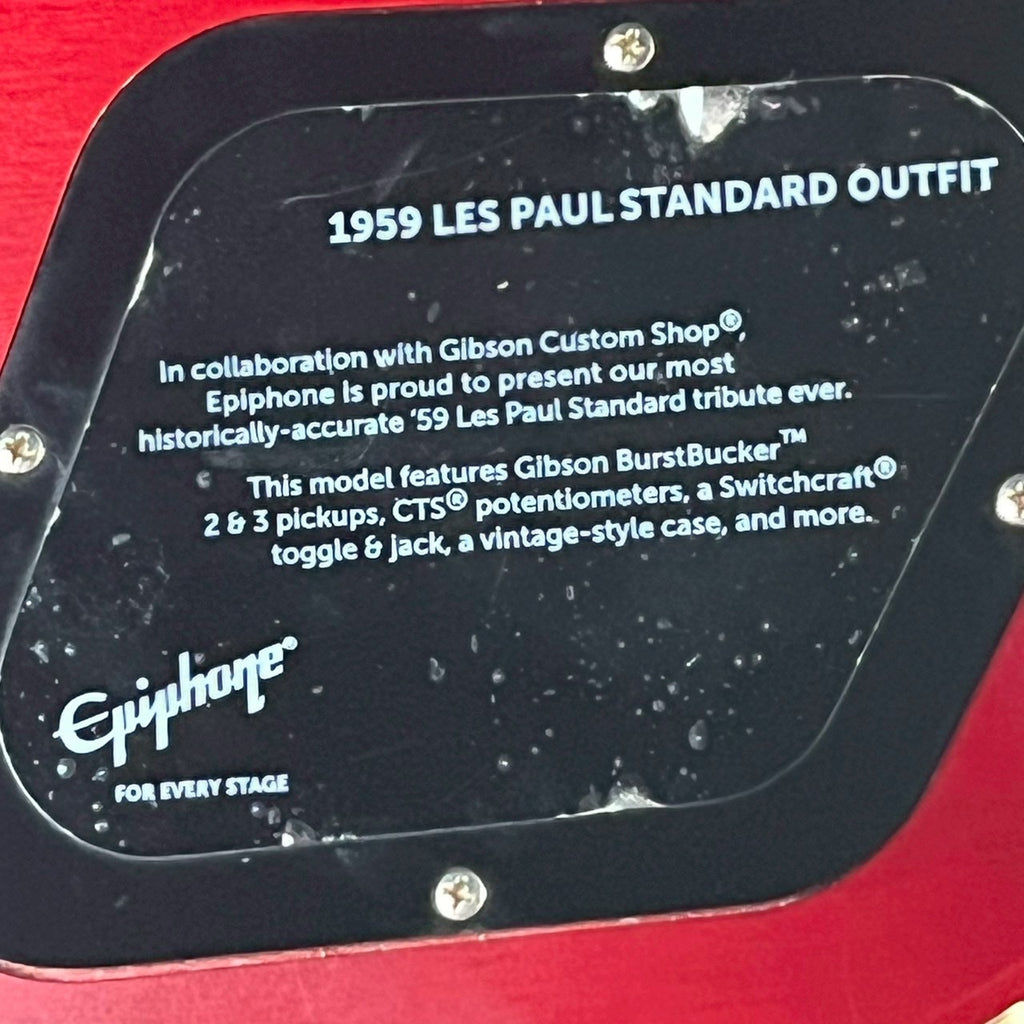 1959 LES PAUL STANDARD OUTFIT
In collaboration with Gibson Custom Shop®,
Epiphone is proud to present our most
historically-accurate '59 Les Paul Standard tribute ever.
This model features Gibson BurstBucker™
2 & 3 pickups, CTS® potentiometers, a Switchcraft®
toggle & jack, a vintage-style case, and more.
Epiphone®
FOR EVERY STAGE